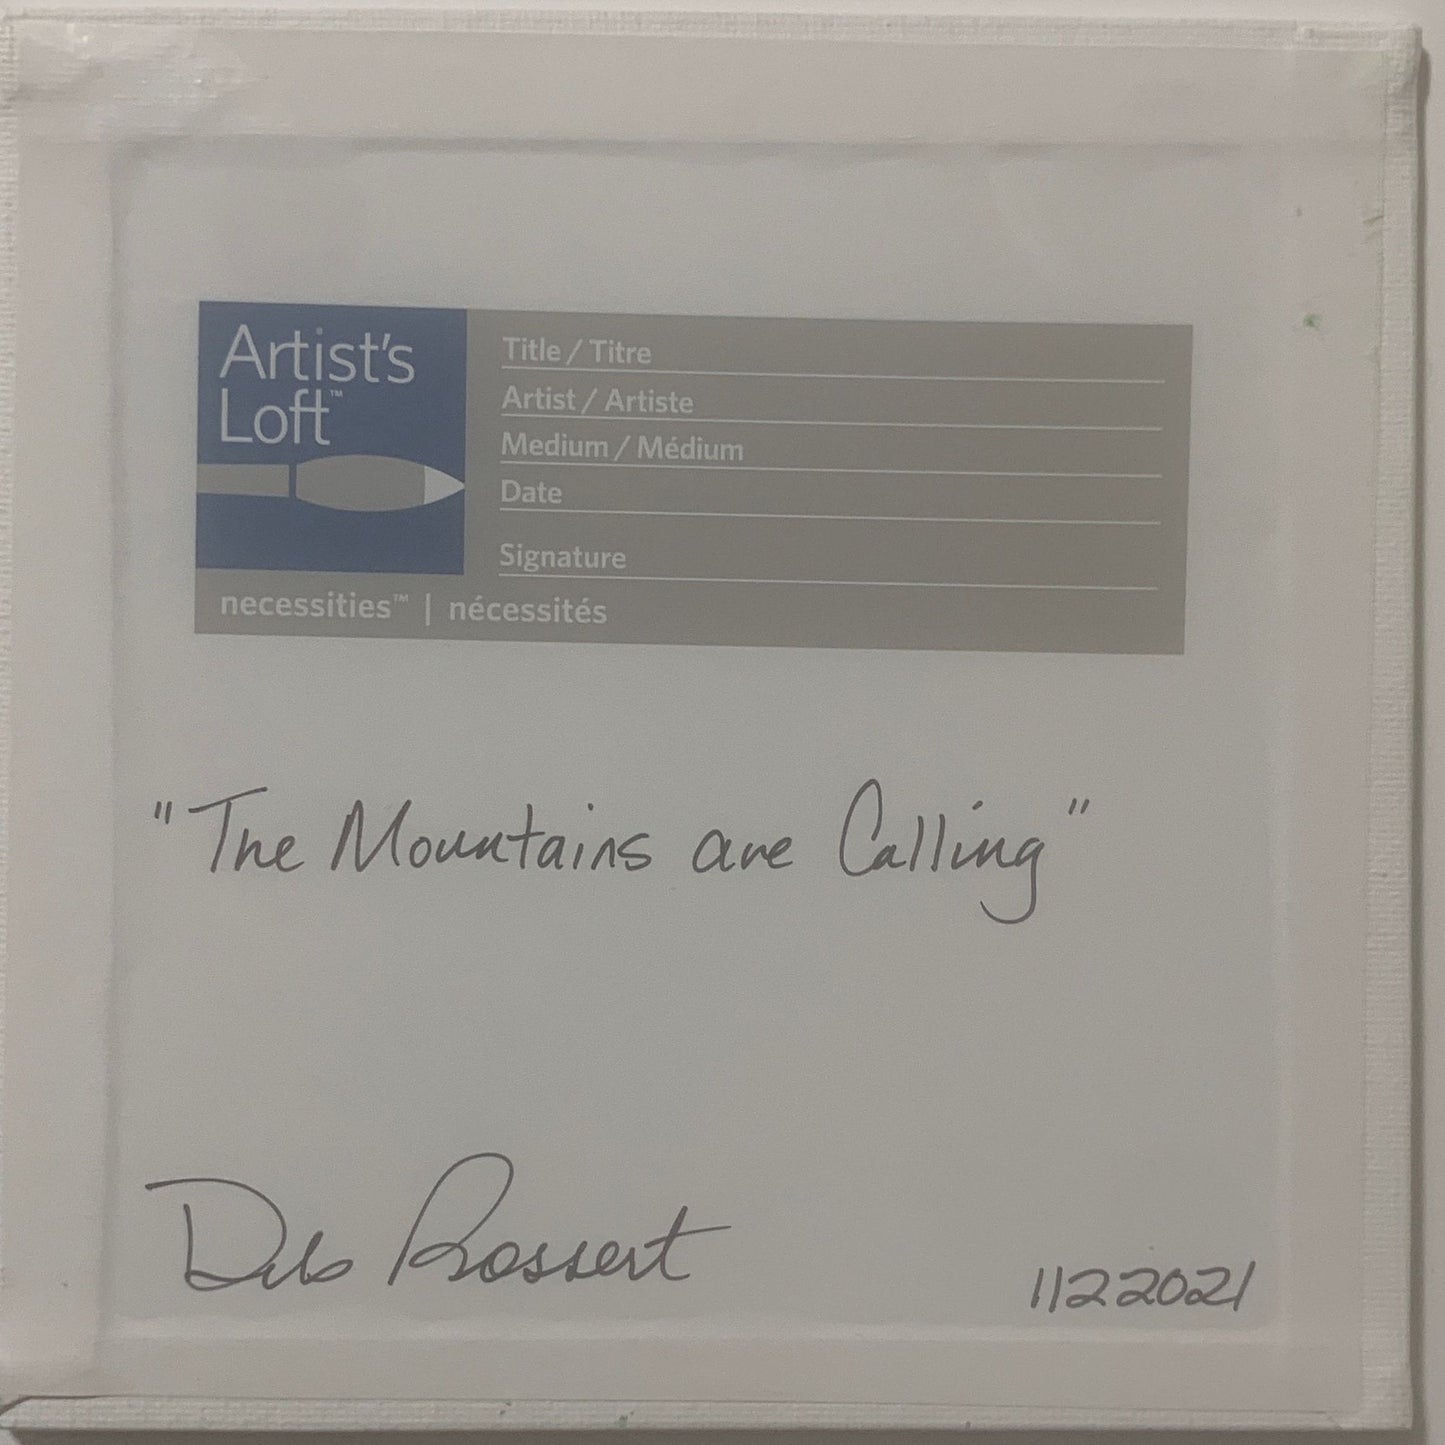 Artist's
Loft™
Title / Titre
Artist / Artiste
Medium / Médium
Date
Signature
necessities™ | nécessités
"The Mountains are Calling"
Deb Rossert
1122021